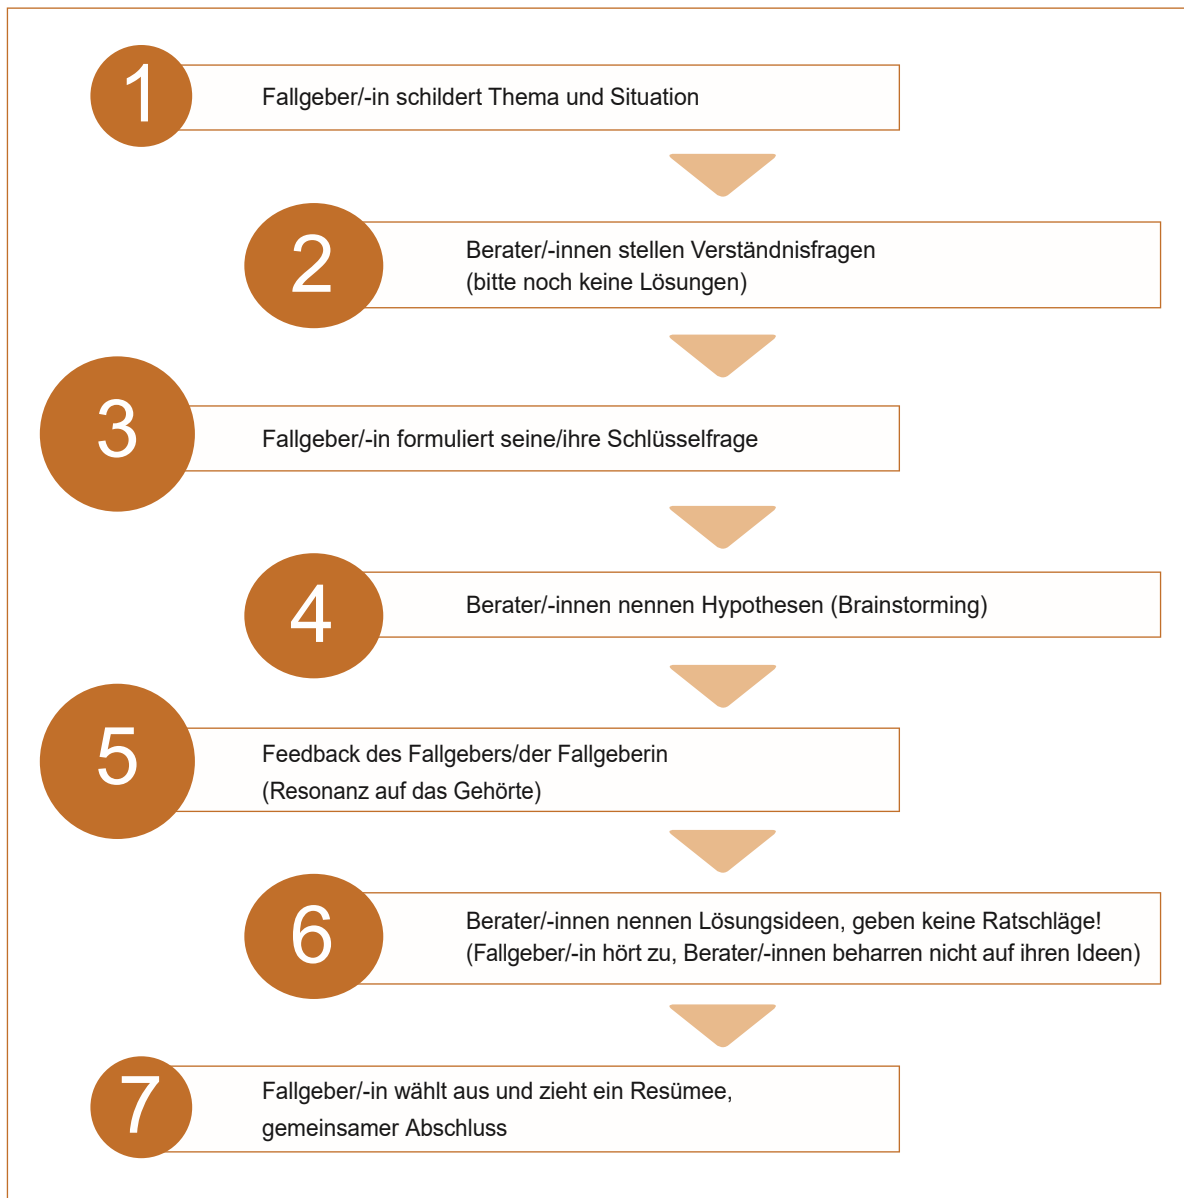 1
Fallgeber/-in schildert Thema und Situation
2
Berater/-innen stellen Verständnisfragen
(bitte noch keine Lösungen)
3
Fallgeber/-in formuliert seine/ihre Schlüsselfrage
4
Berater/-innen nennen Hypothesen (Brainstorming)
5
Feedback des Fallgebers/der Fallgeberin
(Resonanz auf das Gehörte)
6
Berater/-innen nennen Lösungsideen, geben keine Ratschläge!
(Fallgeber/-in hört zu, Berater/-innen beharren nicht auf ihren Ideen)
7
Fallgeber/-in wählt aus und zieht ein Resümee,
gemeinsamer Abschluss